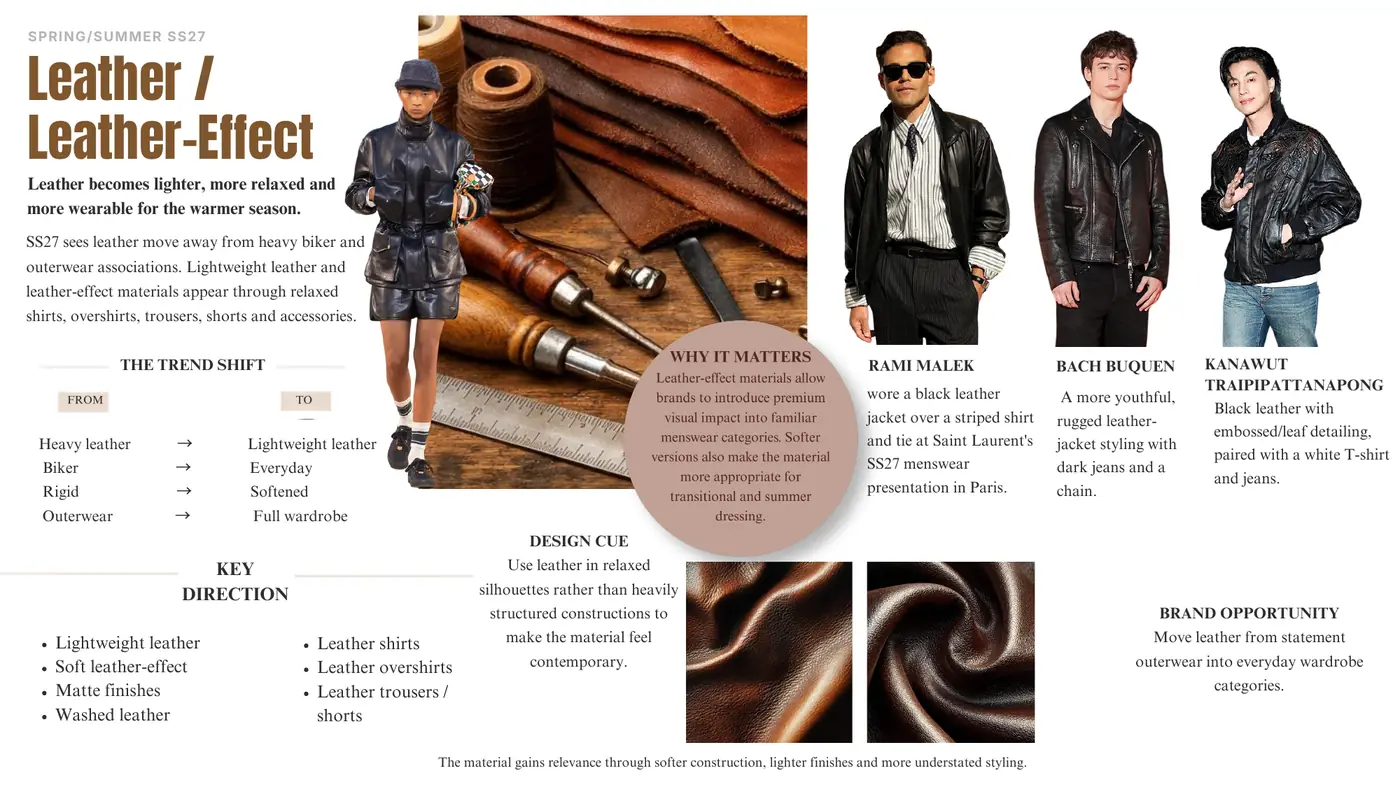 SPRING/SUMMER SS27
Leather /
Leather-Effect
Leather becomes lighter, more relaxed and
more wearable for the warmer season.
SS27 sees leather move away from heavy biker and
outerwear associations. Lightweight leather and
leather-effect materials appear through relaxed
shirts, overshirts, trousers, shorts and accessories.
THE TREND SHIFT
FROM
TO
Heavy leather → Lightweight leather
Biker → Everyday
Rigid → Softened
Outerwear → Full wardrobe
KEY
DIRECTION
• Lightweight leather
• Soft leather-effect
• Matte finishes
• Washed leather
• Leather shirts
• Leather overshirts
• Leather trousers /
shorts
DESIGN CUE
Use leather in relaxed
silhouettes rather than heavily
structured constructions to
make the material feel
contemporary.
WHY IT MATTERS
Leather-effect materials allow
brands to introduce premium
visual impact into familiar
menswear categories. Softer
versions also make the material
more appropriate for
transitional and summer
dressing.
RAMI MALEK
wore a black leather
jacket over a striped shirt
and tie at Saint Laurent's
SS27 menswear
presentation in Paris.
BACH BUQUEN
A more youthful,
rugged leather-
jacket styling with
dark jeans and a
chain.
KANAWUT
TRAIPIPATTANAPONG
Black leather with
embossed/leaf detailing,
paired with a white T-shirt
and jeans.
BRAND OPPORTUNITY
Move leather from statement
outerwear into everyday wardrobe
categories.
The material gains relevance through softer construction, lighter finishes and more understated styling.